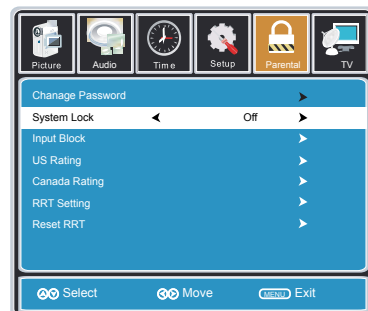 Picture Audio Time Setup Parental TV
Chanage Password
System Lock Off
Input Block
US Rating
Canada Rating
RRT Setting
Reset RRT
Select Move MENU Exit